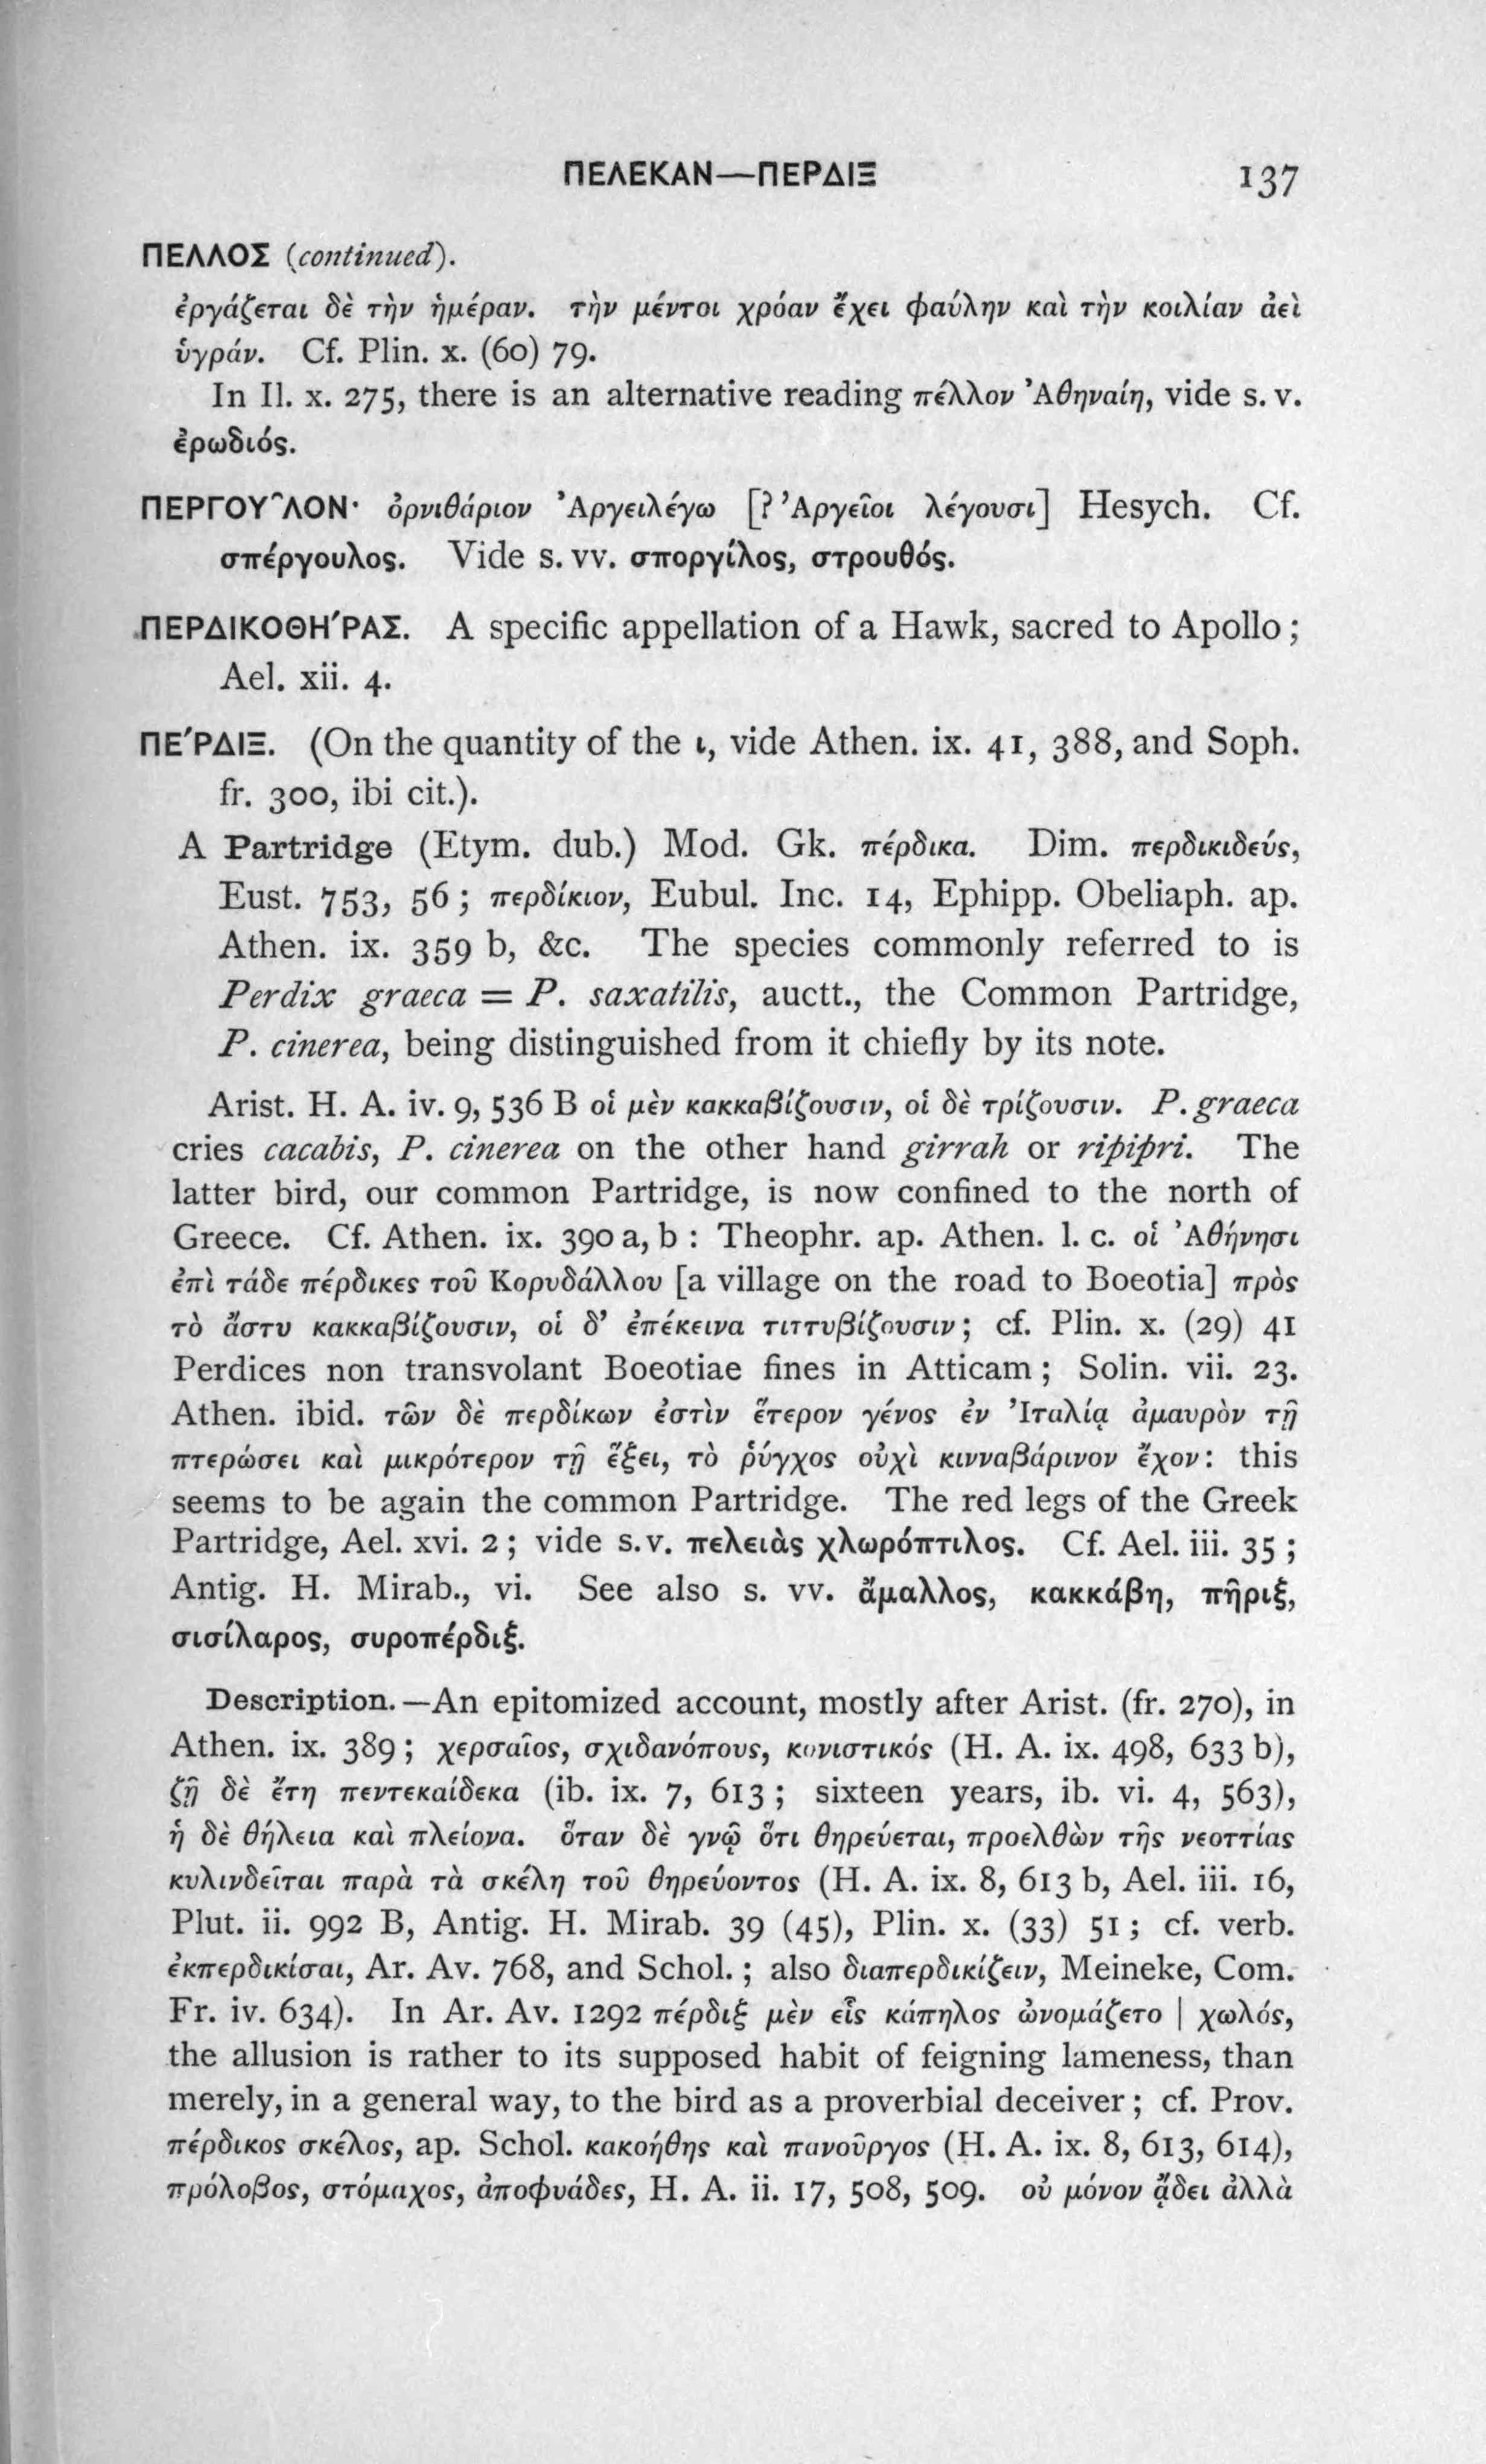 ΠΕΛΕΚΑΝ—ΠΕΡΔΙΞ 137
ΠΕΛΛΟΣ (continued).
ἐργάζεται δὲ τὴν ἡμέραν. τὴν μέντοι χρόαν ἔχει φαύλην καὶ τὴν κοιλίαν ἀεὶ
ὑγράν. Cf. Plin. x. (60) 79.
In Il. x. 275, there is an alternative reading πέλλον Ἀθηναίη, vide s. v.
ἐρωδιός.
ΠΕΡΓΟΥ͂ΛΟΝ· ὀρνιθάριον Ἀργειλέγω [? Ἀργεῖοι λέγουσι] Hesych. Cf.
σπέργουλος. Vide s. vv. σποργίλος, στρουθός.
ΠΕΡΔΙΚΟΘΗ΄ΡΑΣ. A specific appellation of a Hawk, sacred to Apollo;
Ael. xii. 4.
ΠΕ΄ΡΔΙΞ. (On the quantity of the ι, vide Athen. ix. 41, 388, and Soph.
fr. 300, ibi cit.).
A Partridge (Etym. dub.) Mod. Gk. πέρδικα. Dim. περδικιδεύς,
Eust. 753, 56; περδίκιον, Eubul. Inc. 14, Ephipp. Obeliaph. ap.
Athen. ix. 359 b, &c. The species commonly referred to is
Perdix graeca = P. saxatilis, auctt., the Common Partridge,
P. cinerea, being distinguished from it chiefly by its note.
Arist. H. A. iv. 9, 536 B οἱ μὲν κακκαβίζουσιν, οἱ δὲ τρίζουσιν. P. graeca
cries cacabis, P. cinerea on the other hand girrah or ripipri. The
latter bird, our common Partridge, is now confined to the north of
Greece. Cf. Athen. ix. 390 a, b : Theophr. ap. Athen. l. c. οἱ Ἀθήνησι
ἐπὶ τάδε πέρδικες τοῦ Κορυδάλλου [a village on the road to Boeotia] πρὸς
τὸ ἄστυ κακκαβίζουσιν, οἱ δ’ ἐπέκεινα τιττυβίζουσιν; cf. Plin. x. (29) 41
Perdices non transvolant Boeotiae fines in Atticam; Solin. vii. 23.
Athen. ibid. τῶν δὲ περδίκων ἐστὶν ἕτερον γένος ἐν Ἰταλίᾳ ἀμαυρὸν τῇ
πτερώσει καὶ μικρότερον τῇ ἕξει, τὸ ῥύγχος οὐχὶ κινναβάρινον ἔχον: this
seems to be again the common Partridge. The red legs of the Greek
Partridge, Ael. xvi. 2; vide s. v. πελειὰς χλωρόπτιλος. Cf. Ael. iii. 35;
Antig. H. Mirab., vi. See also s. vv. ἄμαλλος, κακκάβη, πῆριξ,
σισίλαρος, συροπέρδιξ.
Description.—An epitomized account, mostly after Arist. (fr. 270), in
Athen. ix. 389; χερσαῖος, σχιδανόπους, κονιστικός (H. A. ix. 498, 633 b),
ζῇ δὲ ἔτη πεντεκαίδεκα (ib. ix. 7, 613; sixteen years, ib. vi. 4, 563),
ἡ δὲ θήλεια καὶ πλείονα. ὅταν δὲ γνῷ ὅτι θηρεύεται, προελθὼν τῆς νεοττίας
κυλινδεῖται παρὰ τὰ σκέλη τοῦ θηρεύοντος (H. A. ix. 8, 613 b, Ael. iii. 16,
Plut. ii. 992 B, Antig. H. Mirab. 39 (45), Plin. x. (33) 51; cf. verb.
ἐκπερδικίσαι, Ar. Av. 768, and Schol.; also διαπερδικίζειν, Meineke, Com.
Fr. iv. 634). In Ar. Av. 1292 πέρδιξ μὲν εἷς κάπηλος ὠνομάζετο | χωλός,
the allusion is rather to its supposed habit of feigning lameness, than
merely, in a general way, to the bird as a proverbial deceiver; cf. Prov.
πέρδικος σκέλος, ap. Schol. κακοήθης καὶ πανοῦργος (H. A. ix. 8, 613, 614),
πρόλοβος, στόμαχος, ἀποφυάδες, H. A. ii. 17, 508, 509. οὐ μόνον ᾄδει ἀλλὰ